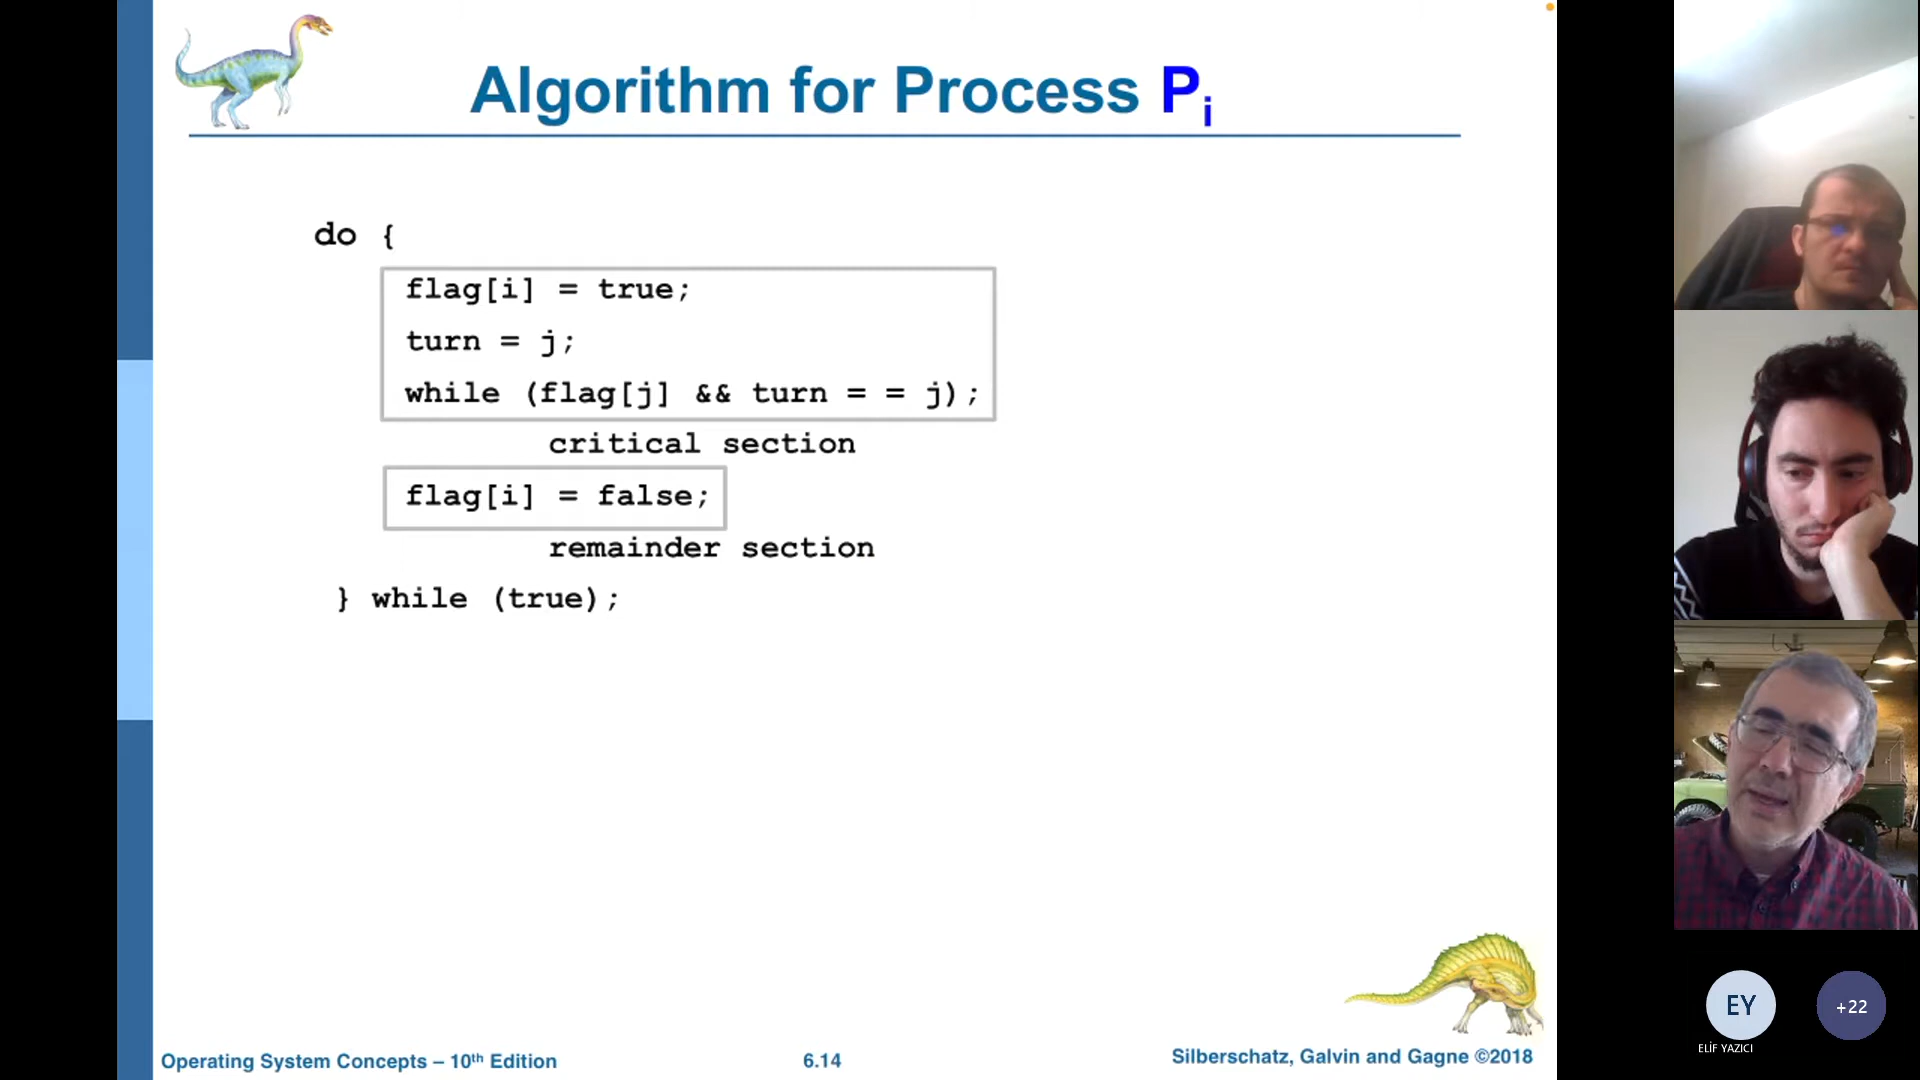 Algorithm for Process Pi
do {
flag[i] = true;
turn = j;
while (flag[j] && turn = = j);
critical section
flag[i] = false;
remainder section
} while (true);
Operating System Concepts – 10th Edition
6.14
Silberschatz, Galvin and Gagne ©2018
EY
+22
ELİF YAZICI